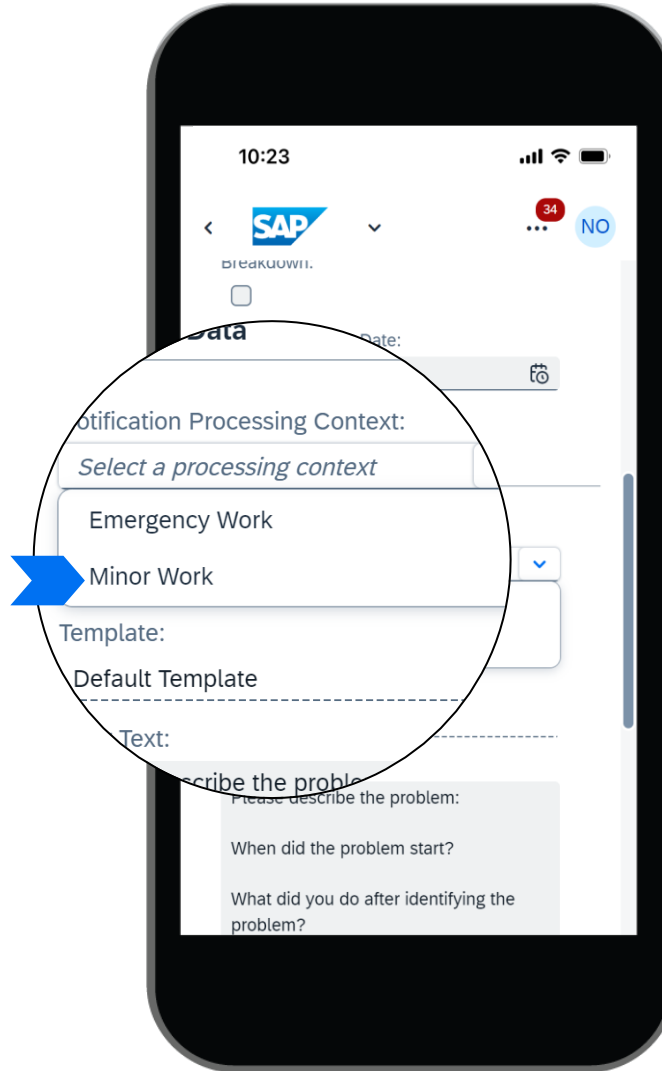 10:23
SAP
34
NO
Breakdown:
Data
Date:
otification Processing Context:
Select a processing context
Emergency Work
Minor Work
Template:
Default Template
Text:
scribe the proble
Please describe the problem:
When did the problem start?
What did you do after identifying the
problem?